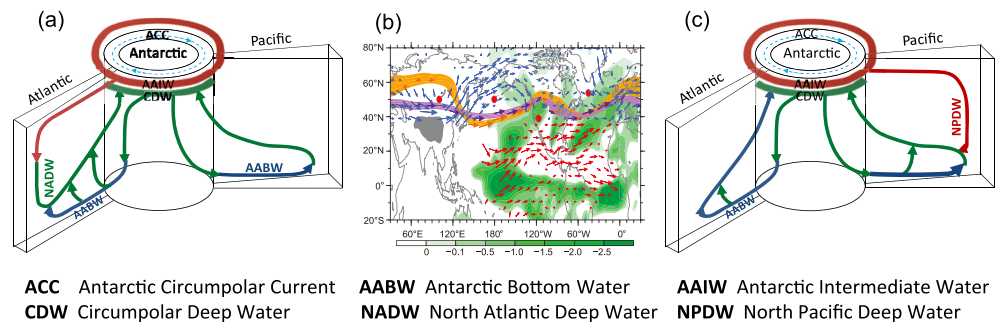 (a)
ACC
Antarctic
AAIW
CDW
Atlantic
Pacific
NADW
AABW
AABW
(b)
80°N
60°N
40°N
20°N
0°
20°S
60°E 120°E 180° 120°W 60°W 0°
0 −0.1 −0.5 −1.0 −1.5 −2.0 −2.5
(c)
ACC
Antarctic
AAIW
CDW
Atlantic
Pacific
NPDW
AABW
ACC Antarctic Circumpolar Current AABW Antarctic Bottom Water AAIW Antarctic Intermediate Water
CDW Circumpolar Deep Water NADW North Atlantic Deep Water NPDW North Pacific Deep Water